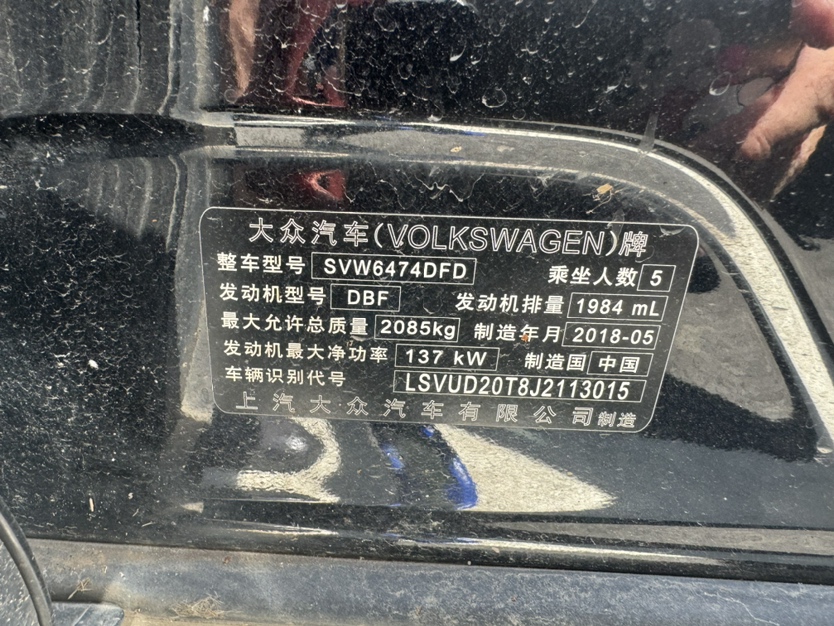 大众汽车(VOLKSWAGEN)牌
整车型号 SVW6474DFD 乘坐人数 5
发动机型号 DBF 发动机排量 1984 mL
最大允许总质量 2085kg 制造年月 2018-05
发动机最大净功率 137 kW 制造国 中国
车辆识别代号 LSVUD20T8J2113015
上汽大众汽车有限公司制造